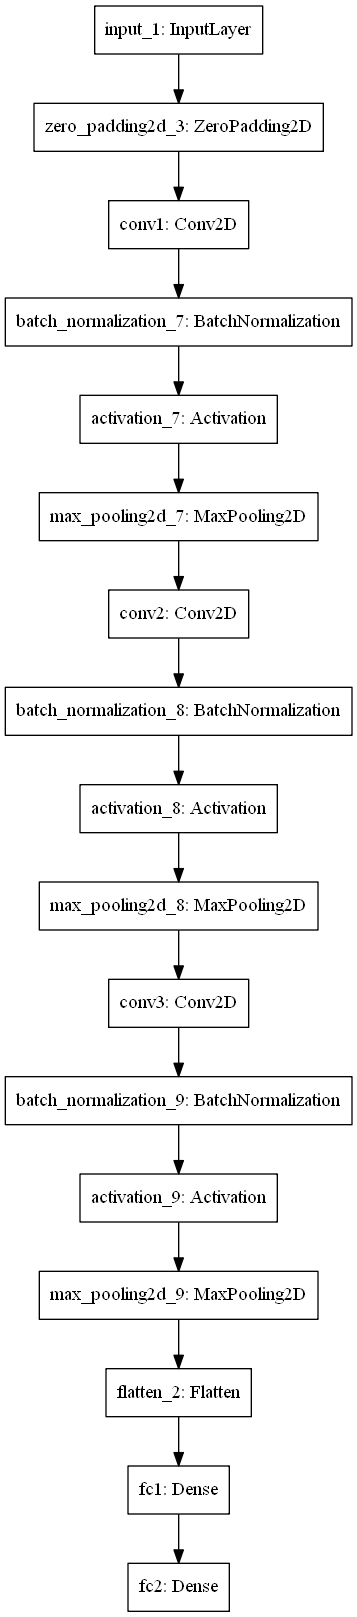 input_1: InputLayer
zero_padding2d_3: ZeroPadding2D
conv1: Conv2D
batch_normalization_7: BatchNormalization
activation_7: Activation
max_pooling2d_7: MaxPooling2D
conv2: Conv2D
batch_normalization_8: BatchNormalization
activation_8: Activation
max_pooling2d_8: MaxPooling2D
conv3: Conv2D
batch_normalization_9: BatchNormalization
activation_9: Activation
max_pooling2d_9: MaxPooling2D
flatten_2: Flatten
fc1: Dense
fc2: Dense